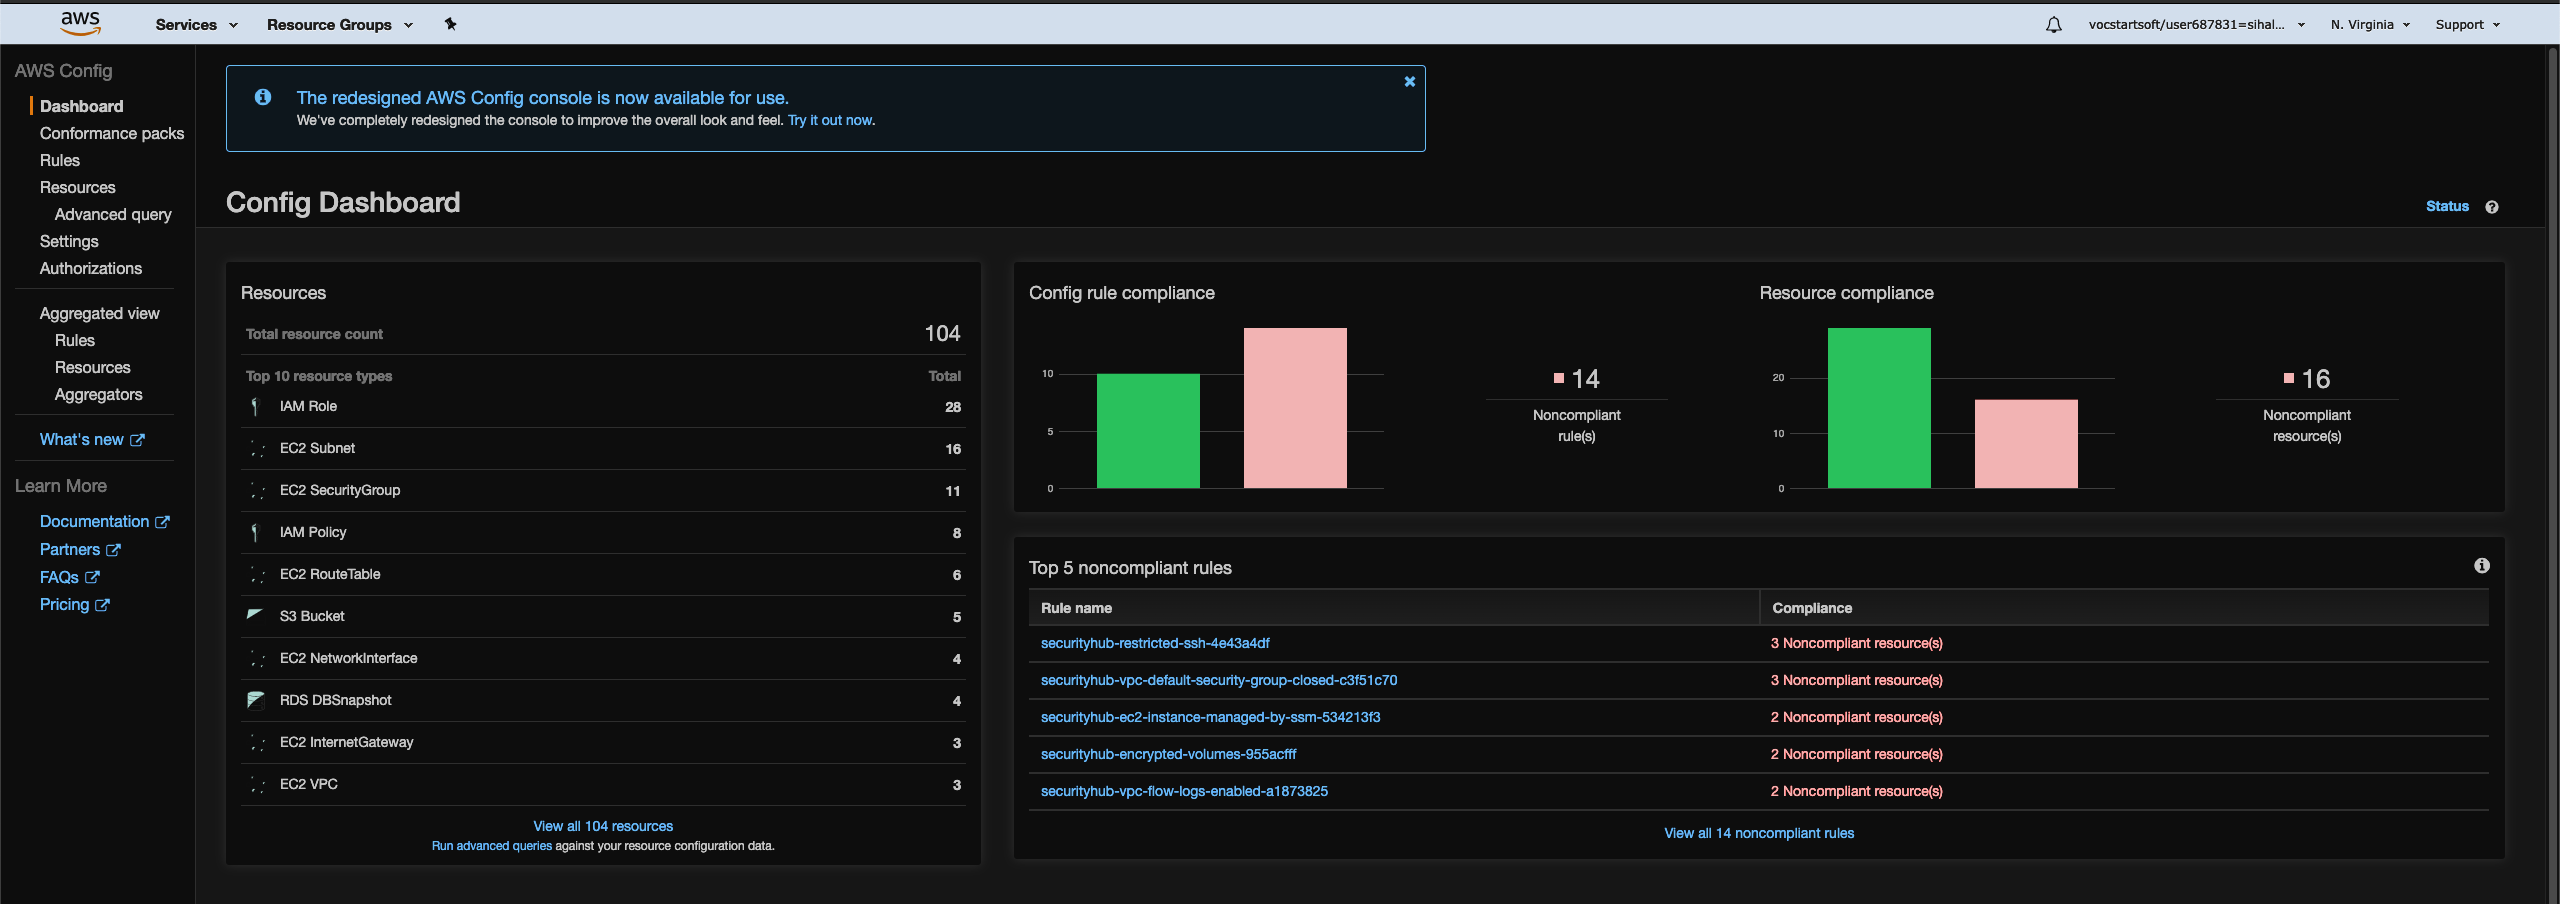 aws
Services
Resource Groups
vocstartsoft/user687831=sihal...
N. Virginia
Support
AWS Config
Dashboard
Conformance packs
Rules
Resources
Advanced query
Settings
Authorizations
Aggregated view
Rules
Resources
Aggregators
What's new
Learn More
Documentation
Partners
FAQs
Pricing
The redesigned AWS Config console is now available for use.
We've completely redesigned the console to improve the overall look and feel. Try it out now.
Config Dashboard
Status
Resources
Total resource count 104
Top 10 resource types Total
IAM Role 28
EC2 Subnet 16
EC2 SecurityGroup 11
IAM Policy 8
EC2 RouteTable 6
S3 Bucket 5
EC2 NetworkInterface 4
RDS DBSnapshot 4
EC2 InternetGateway 3
EC2 VPC 3
View all 104 resources
Run advanced queries against your resource configuration data.
Config rule compliance
10
5
0
14
Noncompliant
rule(s)
Resource compliance
20
10
0
16
Noncompliant
resource(s)
Top 5 noncompliant rules
Rule name Compliance
securityhub-restricted-ssh-4e43a4df 3 Noncompliant resource(s)
securityhub-vpc-default-security-group-closed-c3f51c70 3 Noncompliant resource(s)
securityhub-ec2-instance-managed-by-ssm-534213f3 2 Noncompliant resource(s)
securityhub-encrypted-volumes-955acfff 2 Noncompliant resource(s)
securityhub-vpc-flow-logs-enabled-a1873825 2 Noncompliant resource(s)
View all 14 noncompliant rules